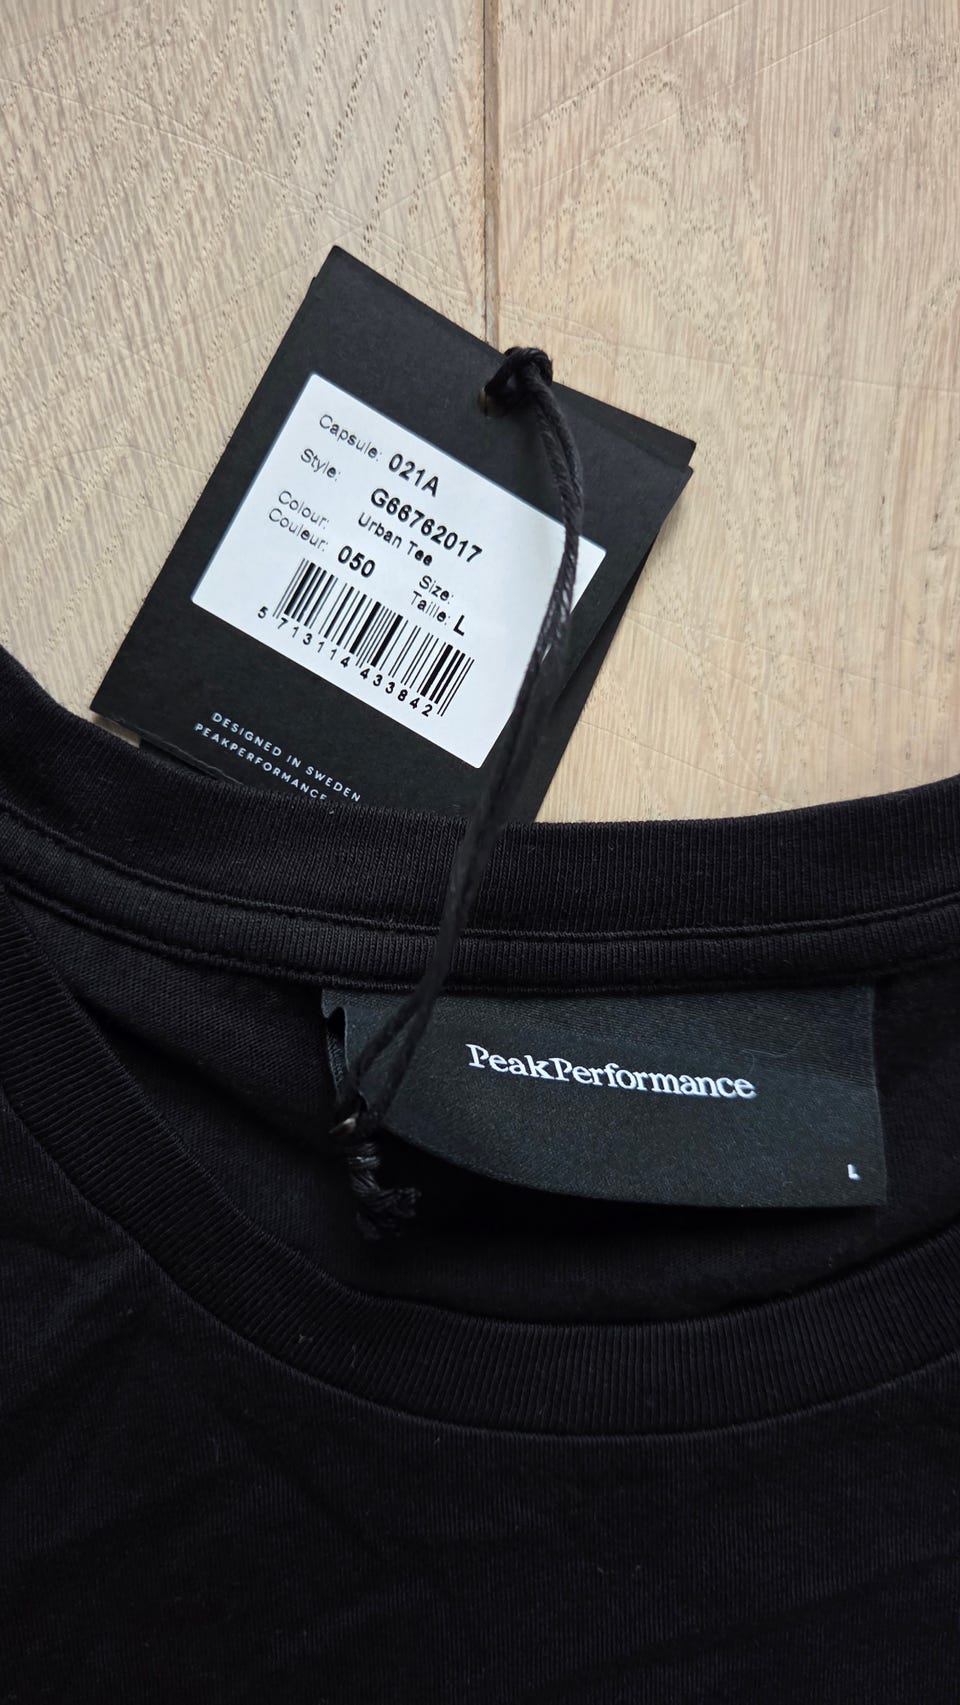 Capsule: 021A
Style: G66762017
Urban Tee
Colour:
Couleur: 050
Size:
Taille: L
5 713114 433842
DESIGNED IN SWEDEN
PEAKPERFORMANCE
PeakPerformance
L